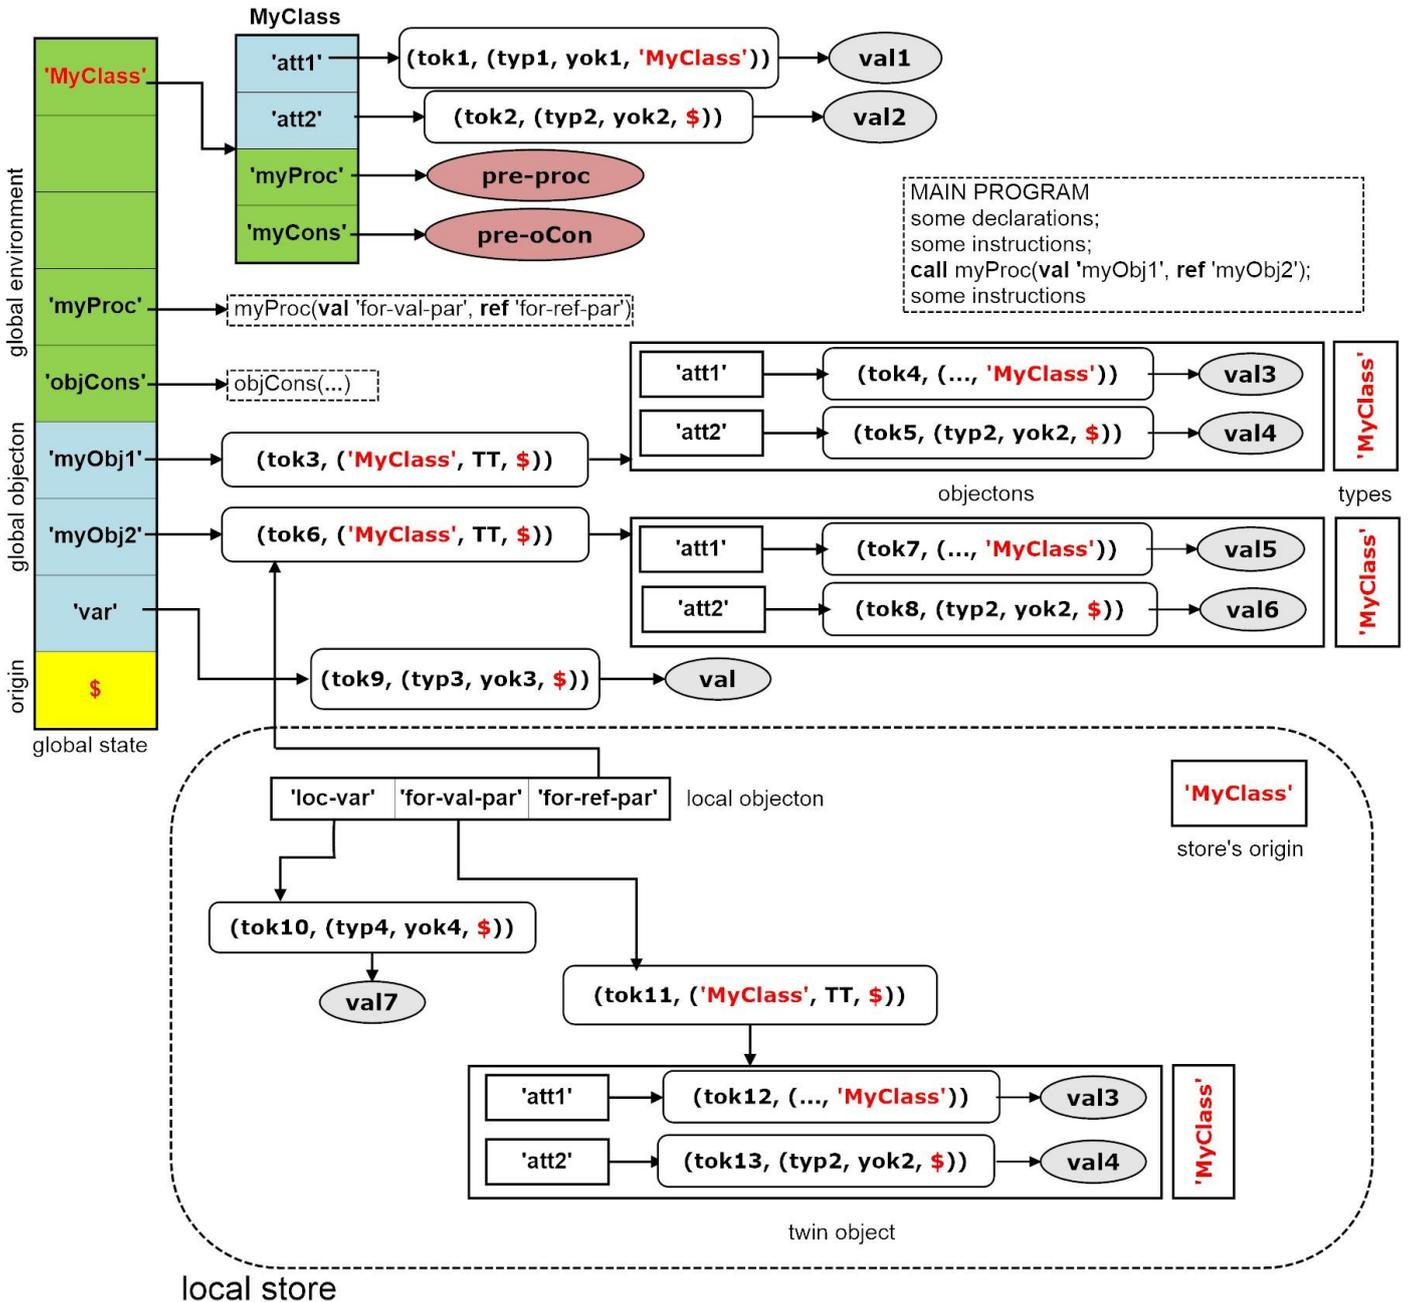 MyClass
'MyClass'
'att1'
(tok1, (typ1, yok1, 'MyClass'))
val1
'att2'
(tok2, (typ2, yok2, $))
val2
'myProc'
pre-proc
'myCons'
pre-oCon
MAIN PROGRAM
some declarations;
some instructions;
call myProc(val 'myObj1', ref 'myObj2');
some instructions
global environment
'myProc'
myProc(val 'for-val-par', ref 'for-ref-par')
'objCons'
objCons(...)
global objecton
'myObj1'
(tok3, ('MyClass', TT, $))
'att1'
(tok4, (..., 'MyClass'))
val3
'att2'
(tok5, (typ2, yok2, $))
val4
'MyClass'
objectons
types
'myObj2'
(tok6, ('MyClass', TT, $))
'att1'
(tok7, (..., 'MyClass'))
val5
'att2'
(tok8, (typ2, yok2, $))
val6
'MyClass'
'var'
(tok9, (typ3, yok3, $))
val
origin
$
global state
'loc-var'
'for-val-par'
'for-ref-par'
local objecton
'MyClass'
store's origin
(tok10, (typ4, yok4, $))
val7
(tok11, ('MyClass', TT, $))
'att1'
(tok12, (..., 'MyClass'))
val3
'att2'
(tok13, (typ2, yok2, $))
val4
'MyClass'
twin object
local store